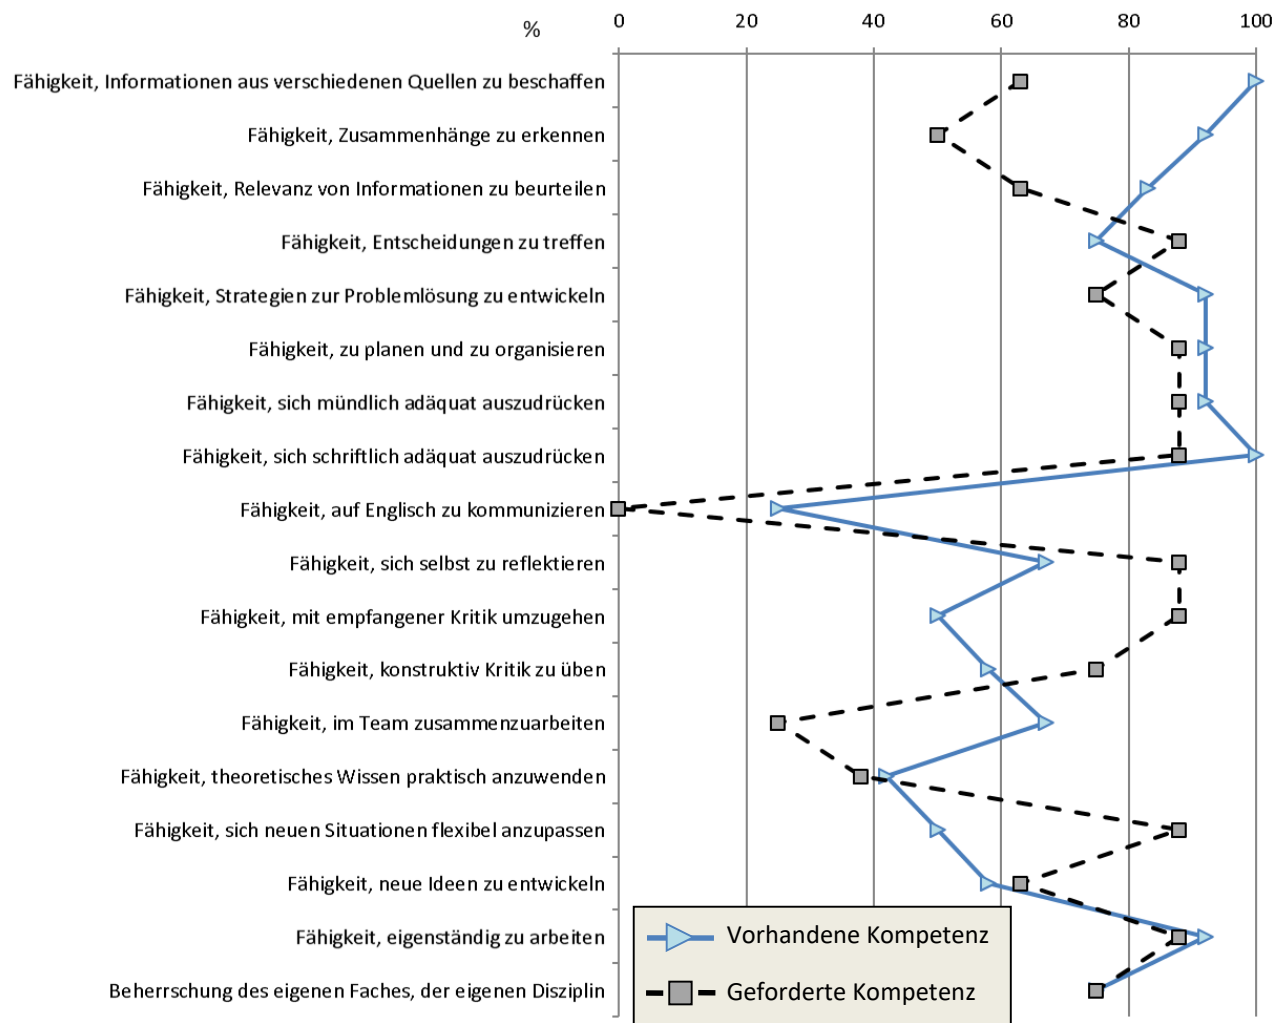 % 0 20 40 60 80 100
Fähigkeit, Informationen aus verschiedenen Quellen zu beschaffen
Fähigkeit, Zusammenhänge zu erkennen
Fähigkeit, Relevanz von Informationen zu beurteilen
Fähigkeit, Entscheidungen zu treffen
Fähigkeit, Strategien zur Problemlösung zu entwickeln
Fähigkeit, zu planen und zu organisieren
Fähigkeit, sich mündlich adäquat auszudrücken
Fähigkeit, sich schriftlich adäquat auszudrücken
Fähigkeit, auf Englisch zu kommunizieren
Fähigkeit, sich selbst zu reflektieren
Fähigkeit, mit empfangener Kritik umzugehen
Fähigkeit, konstruktiv Kritik zu üben
Fähigkeit, im Team zusammenzuarbeiten
Fähigkeit, theoretisches Wissen praktisch anzuwenden
Fähigkeit, sich neuen Situationen flexibel anzupassen
Fähigkeit, neue Ideen zu entwickeln
Fähigkeit, eigenständig zu arbeiten
Beherrschung des eigenen Faches, der eigenen Disziplin
Vorhandene Kompetenz
Geforderte Kompetenz